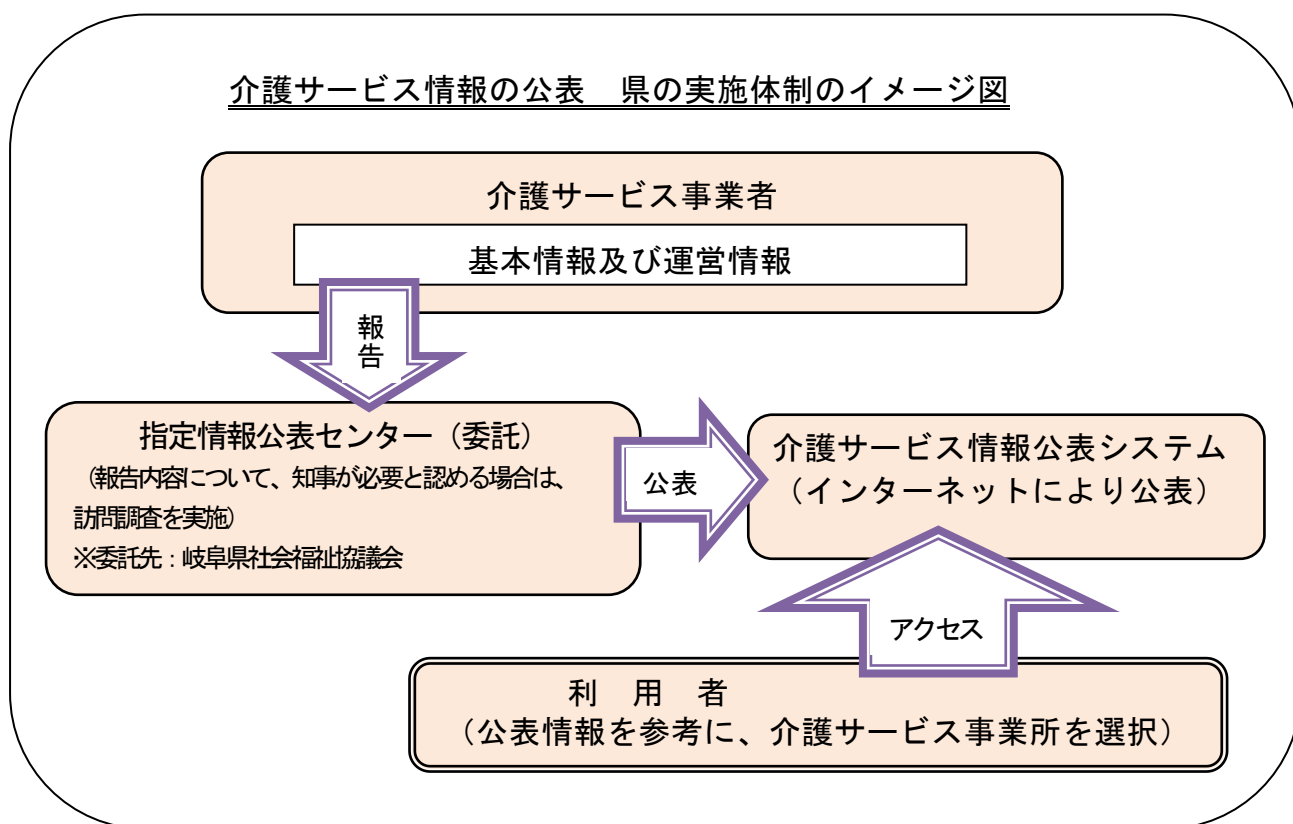 介護サービス情報の公表　県の実施体制のイメージ図
介護サービス事業者
基本情報及び運営情報
報告
指定情報公表センター（委託）
（報告内容について、知事が必要と認める場合は、
訪問調査を実施）
※委託先：岐阜県社会福祉協議会
公表
介護サービス情報公表システム
（インターネットにより公表）
アクセス
利　用　者
（公表情報を参考に、介護サービス事業所を選択）